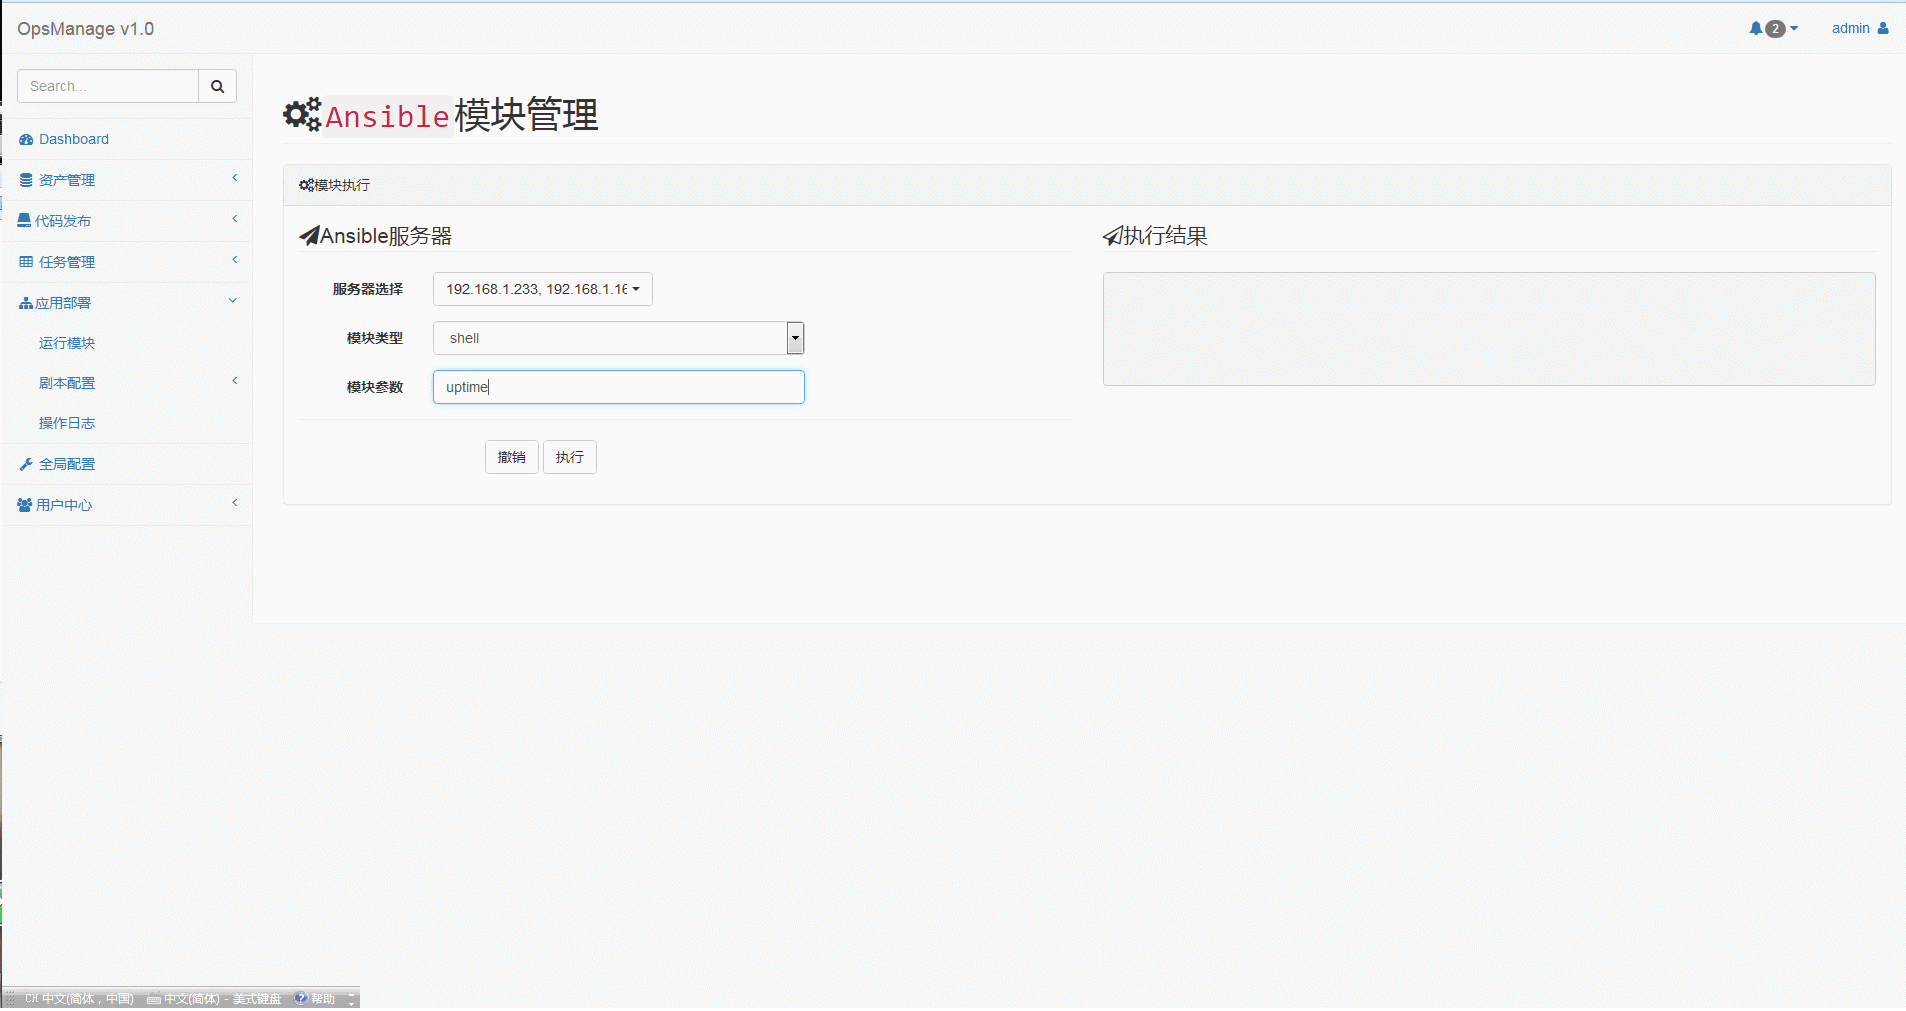 OpsManage v1.0
2
admin
Search...
Dashboard
资产管理
代码发布
任务管理
应用部署
运行模块
剧本配置
操作日志
全局配置
用户中心
Ansible模块管理
模块执行
Ansible服务器
服务器选择 192.168.1.233, 192.168.1.16
模块类型 shell
模块参数 uptime
撤销 执行
执行结果
CH 中文(简体，中国) 中文(简体) - 美式键盘 帮助